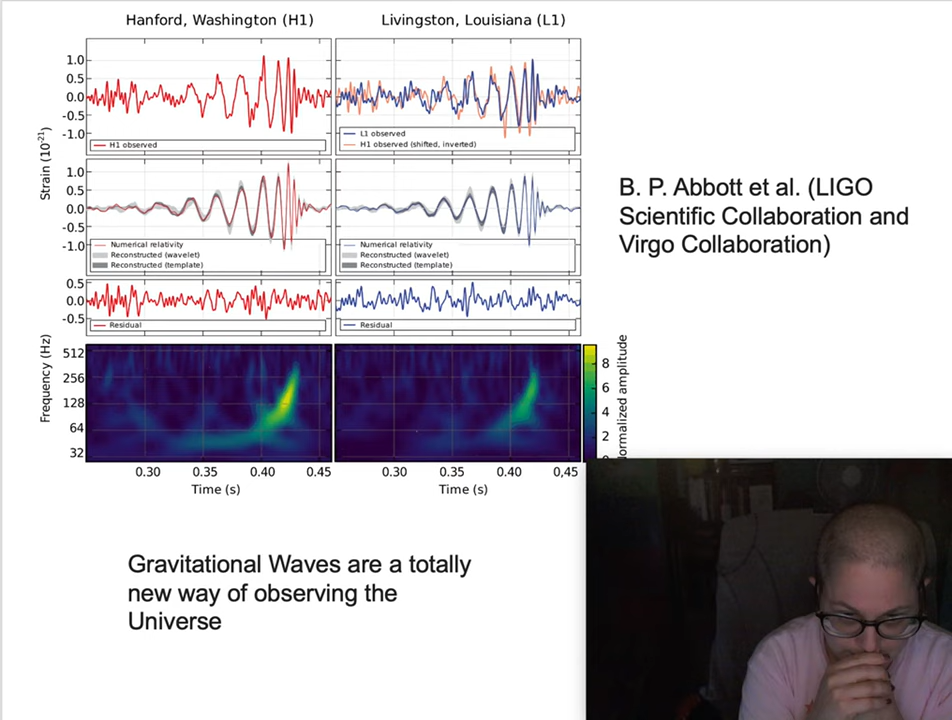 Hanford, Washington (H1)
Livingston, Louisiana (L1)
Strain (10⁻²¹)
1.0
0.5
0.0
-0.5
-1.0
H1 observed
L1 observed
H1 observed (shifted, inverted)
1.0
0.5
0.0
-0.5
-1.0
Numerical relativity
Reconstructed (wavelet)
Reconstructed (template)
Numerical relativity
Reconstructed (wavelet)
Reconstructed (template)
0.5
0.0
-0.5
Residual
Residual
Frequency (Hz)
512
256
128
64
32
0.30 0.35 0.40 0.45
Time (s)
0.30 0.35 0.40 0,45
Time (s)
8
6
4
2
0
Normalized amplitude
B. P. Abbott et al. (LIGO
Scientific Collaboration and
Virgo Collaboration)
Gravitational Waves are a totally
new way of observing the
Universe